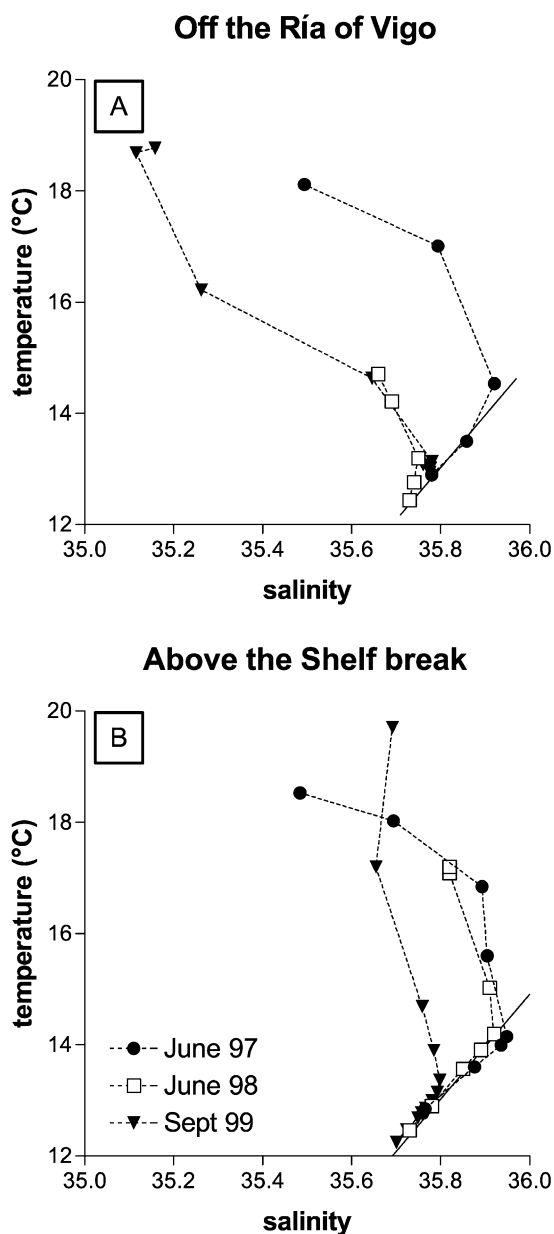 Off the Ría of Vigo
A
20
18
16
14
12
temperature (°C)
35.0 35.2 35.4 35.6 35.8 36.0
salinity
Above the Shelf break
B
20
18
16
14
12
temperature (°C)
June 97
June 98
Sept 99
35.0 35.2 35.4 35.6 35.8 36.0
salinity